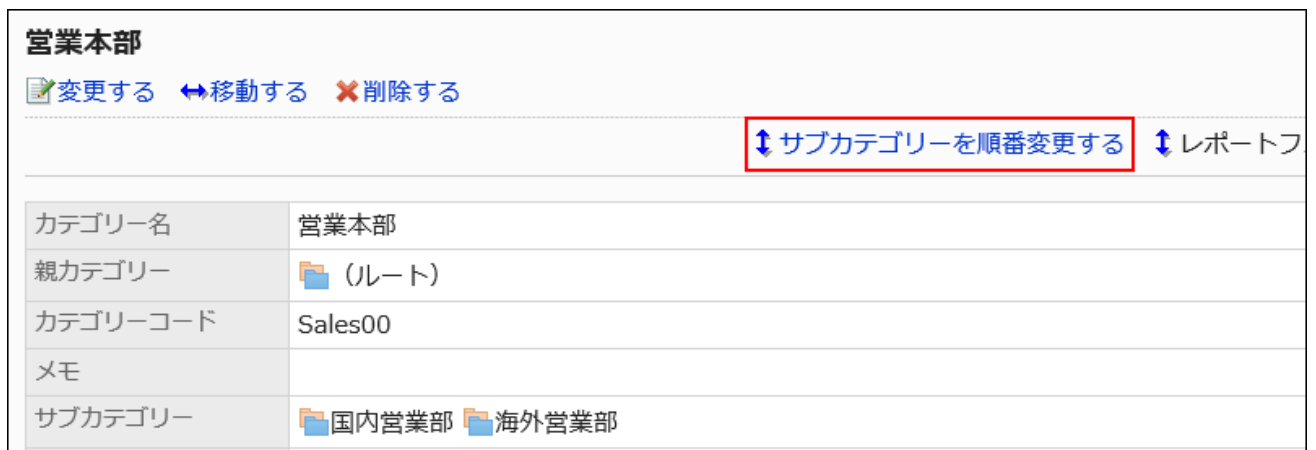 営業本部
変更する 移動する 削除する
サブカテゴリーを順番変更する レポートフ
カテゴリー名 営業本部
親カテゴリー （ルート）
カテゴリーコード Sales00
メモ
サブカテゴリー 国内営業部 海外営業部